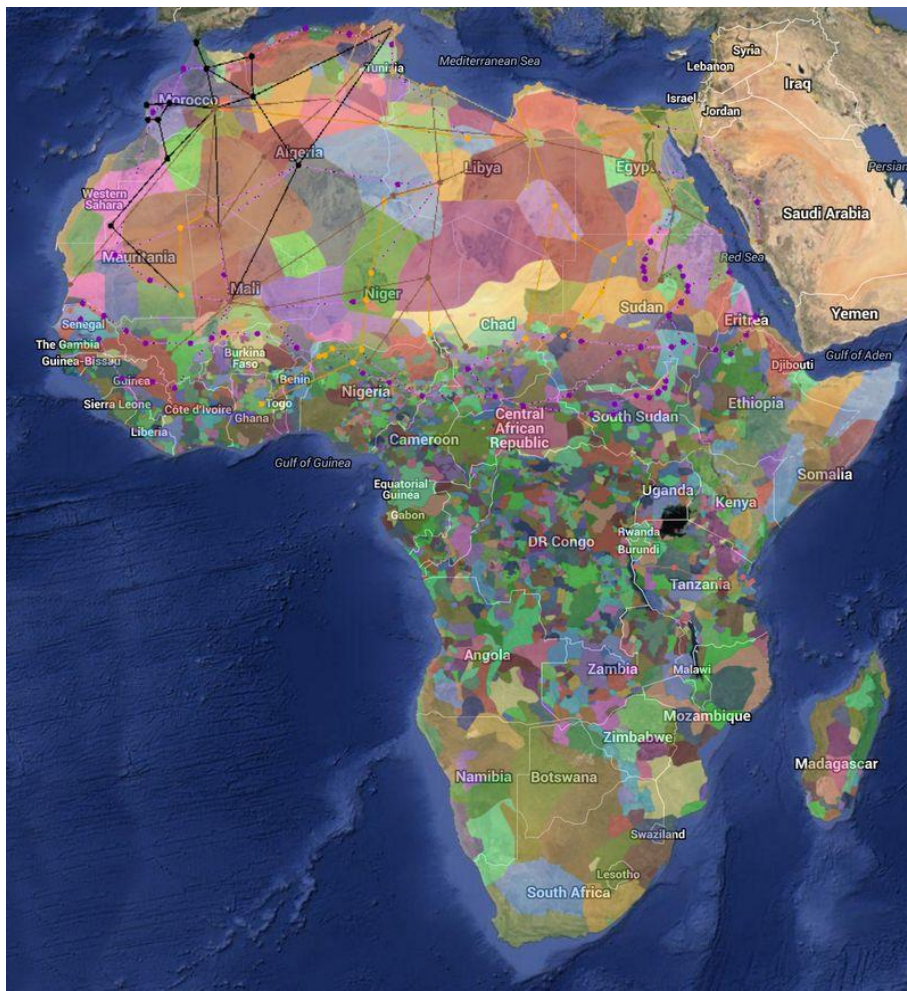 Mediterranean Sea
Syria
Lebanon
Iraq
Tunisia
Israel
Jordan
Morocco
Algeria
Libya
Egypt
Persian
Western
Sahara
Saudi Arabia
Mauritania
Red Sea
Mali
Niger
Sudan
Yemen
Senegal
Chad
Eritrea
The Gambia
Guinea-Bissau
Burkina
Faso
Gulf of Aden
Djibouti
Guinea
Benin
Nigeria
Sierra Leone
Côte d'Ivoire
Togo
Ghana
Ethiopia
Liberia
Central
African
Republic
South Sudan
Cameroon
Gulf of Guinea
Somalia
Equatorial
Guinea
Uganda
Kenya
Gabon
Rwanda
DR Congo
Burundi
Tanzania
Angola
Zambia
Malawi
Mozambique
Zimbabwe
Madagascar
Namibia
Botswana
Swaziland
Lesotho
South Africa